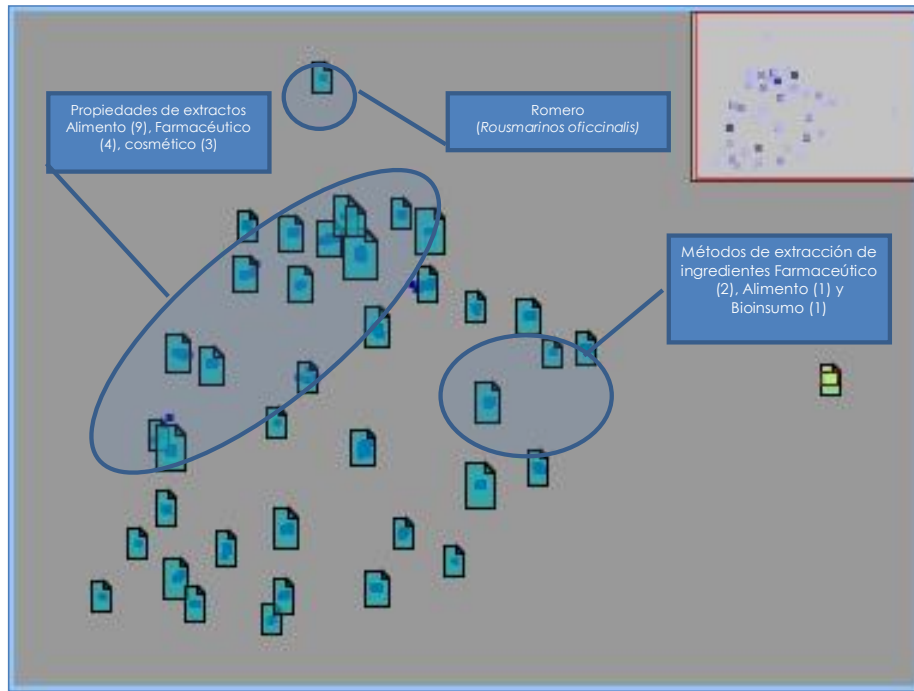 Propiedades de extractos
Alimento (9), Farmacéutico
(4), cosmético (3)
Romero
(Rousmarinos oficcinalis)
Métodos de extracción de
ingredientes Farmaceútico
(2), Alimento (1) y
Bioinsumo (1)